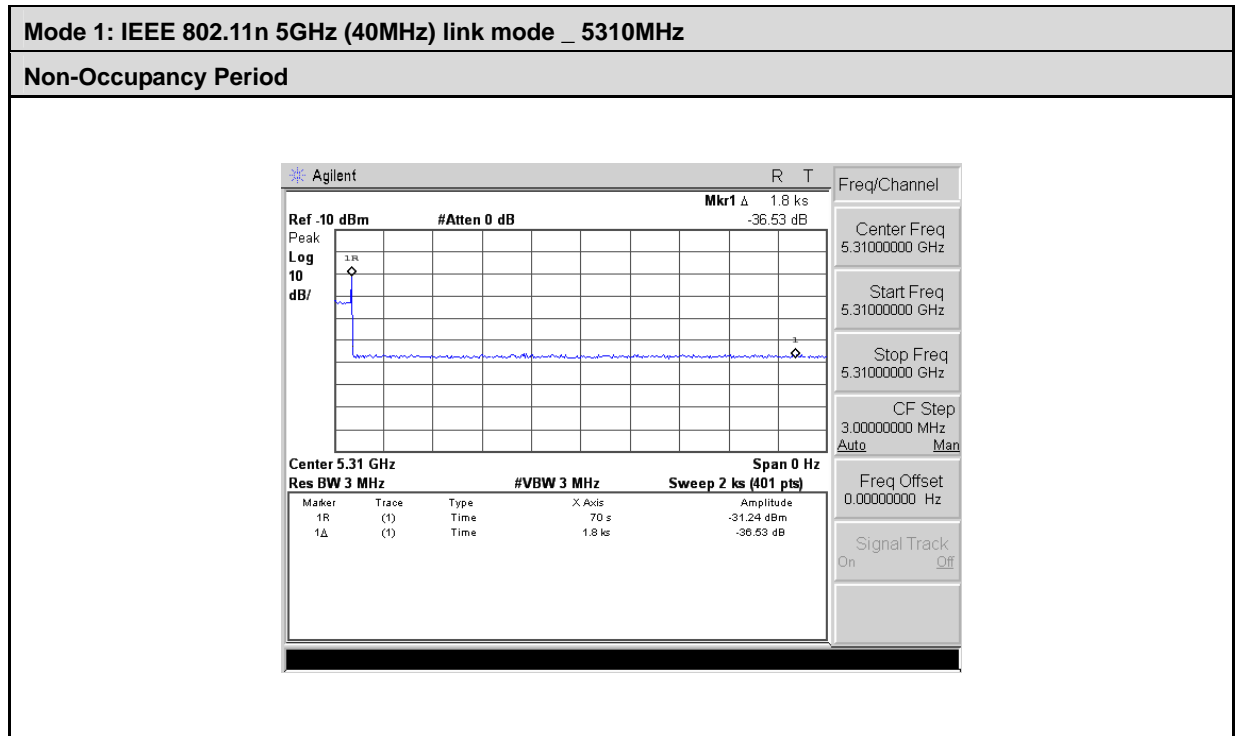 Mode 1: IEEE 802.11n 5GHz (40MHz) link mode _ 5310MHz
Non-Occupancy Period
Agilent R T
Mkr1 Δ 1.8 ks
Ref -10 dBm #Atten 0 dB -36.53 dB
Peak
Log
10
dB/
1R
1
Center 5.31 GHz Span 0 Hz
Res BW 3 MHz #VBW 3 MHz Sweep 2 ks (401 pts)
Marker Trace Type X Axis Amplitude
1R (1) Time 70 s -31.24 dBm
1Δ (1) Time 1.8 ks -36.53 dB
Freq/Channel
Center Freq
5.31000000 GHz
Start Freq
5.31000000 GHz
Stop Freq
5.31000000 GHz
CF Step
3.00000000 MHz
Auto Man
Freq Offset
0.00000000 Hz
Signal Track
On Off